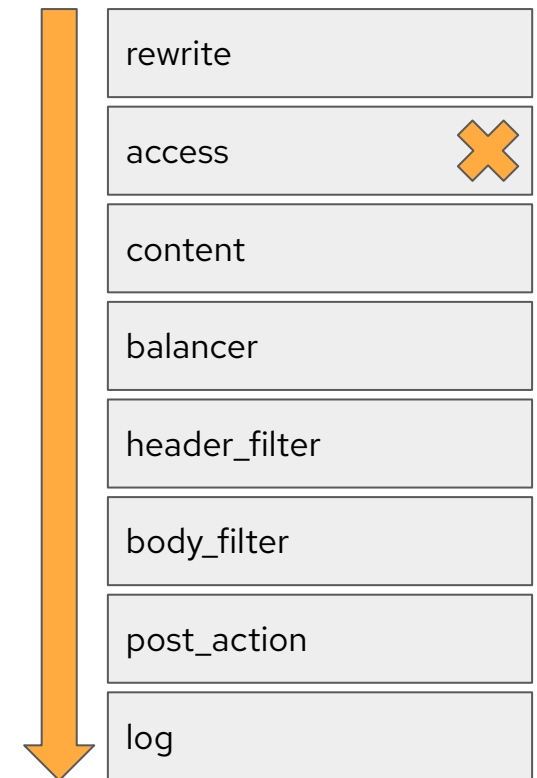 rewrite
access
content
balancer
header_filter
body_filter
post_action
log